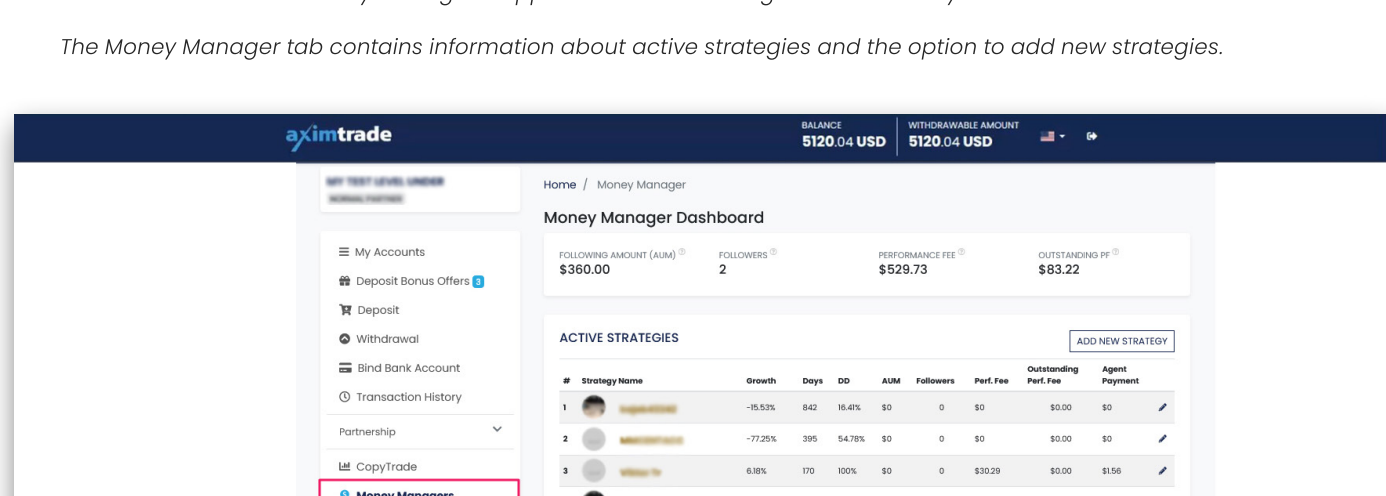 The Money Manager tab contains information about active strategies and the option to add new strategies.
aximtrade
BALANCE
5120.04 USD
WITHDRAWABLE AMOUNT
5120.04 USD
MY TEST LEVEL UNDER
NORMAL PARTNER
Home / Money Manager
Money Manager Dashboard
FOLLOWING AMOUNT (AUM)
$360.00
FOLLOWERS
2
PERFORMANCE FEE
$529.73
OUTSTANDING PF
$83.22
My Accounts
Deposit Bonus Offers 3
Deposit
Withdrawal
Bind Bank Account
Transaction History
Partnership
CopyTrade
Money Managers
ACTIVE STRATEGIES
ADD NEW STRATEGY
# Strategy Name Growth Days DD AUM Followers Perf. Fee Outstanding Perf. Fee Agent Payment
1 -15.53% 842 16.41% $0 0 $0 $0.00 $0
2 -77.25% 395 54.78% $0 0 $0 $0.00 $0
3 6.18% 170 100% $0 0 $30.29 $0.00 $1.56